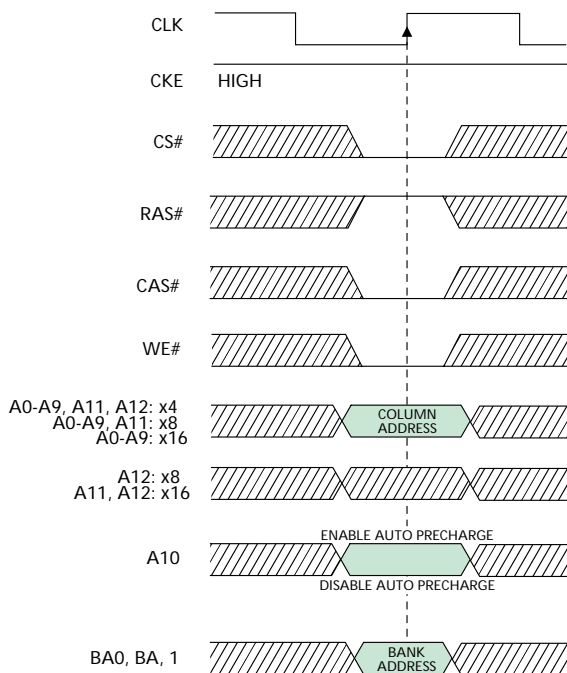 CLK
CKE HIGH
CS#
RAS#
CAS#
WE#
A0-A9, A11, A12: x4
A0-A9, A11: x8
A0-A9: x16
COLUMN
ADDRESS
A12: x8
A11, A12: x16
ENABLE AUTO PRECHARGE
A10
DISABLE AUTO PRECHARGE
BA0, BA, 1
BANK
ADDRESS